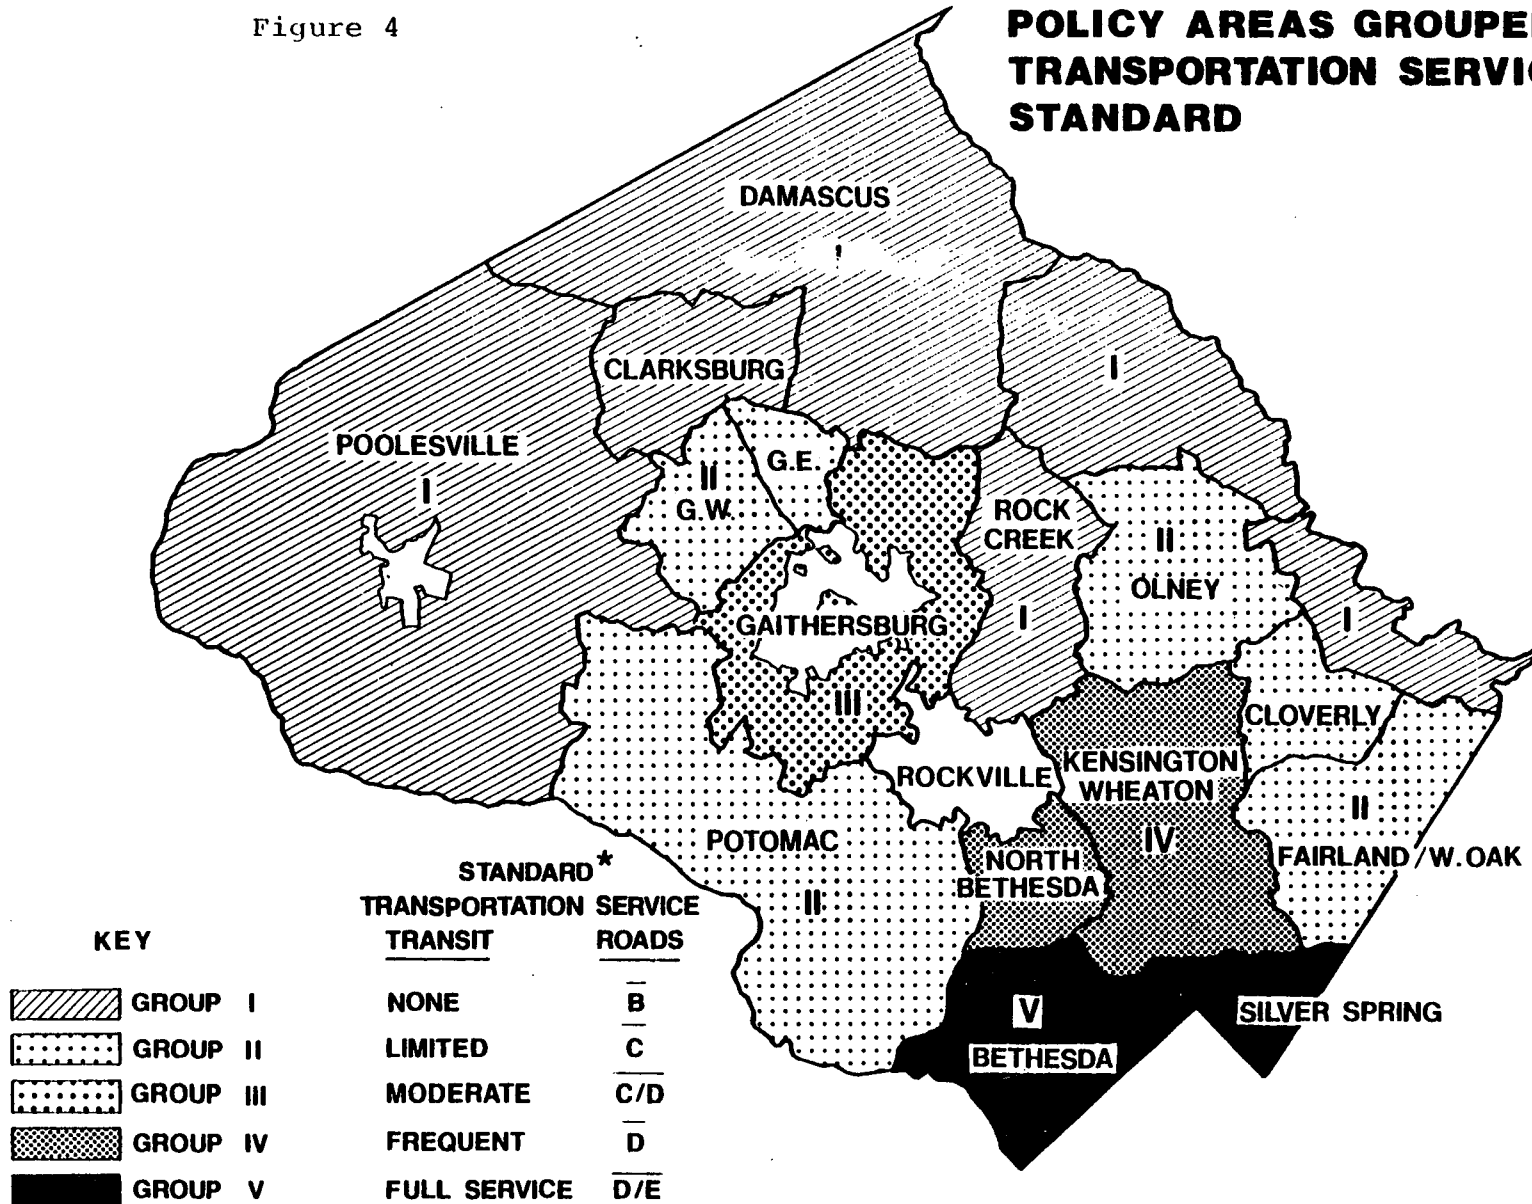 Figure 4
POLICY AREAS GROUPE
TRANSPORTATION SERVIC
STANDARD
DAMASCUS
I
CLARKSBURG
I
POOLESVILLE
I
II
G.W.
G.E.
ROCK
CREEK
I
II
OLNEY
I
GAITHERSBURG
III
CLOVERLY
ROCKVILLE
KENSINGTON
WHEATON
IV
II
FAIRLAND/W.OAK
POTOMAC
II
NORTH
BETHESDA
V
BETHESDA
SILVER SPRING
STANDARD*
TRANSPORTATION SERVICE
KEY TRANSIT ROADS
GROUP I NONE B
GROUP II LIMITED C
GROUP III MODERATE C/D
GROUP IV FREQUENT D
GROUP V FULL SERVICE D/E